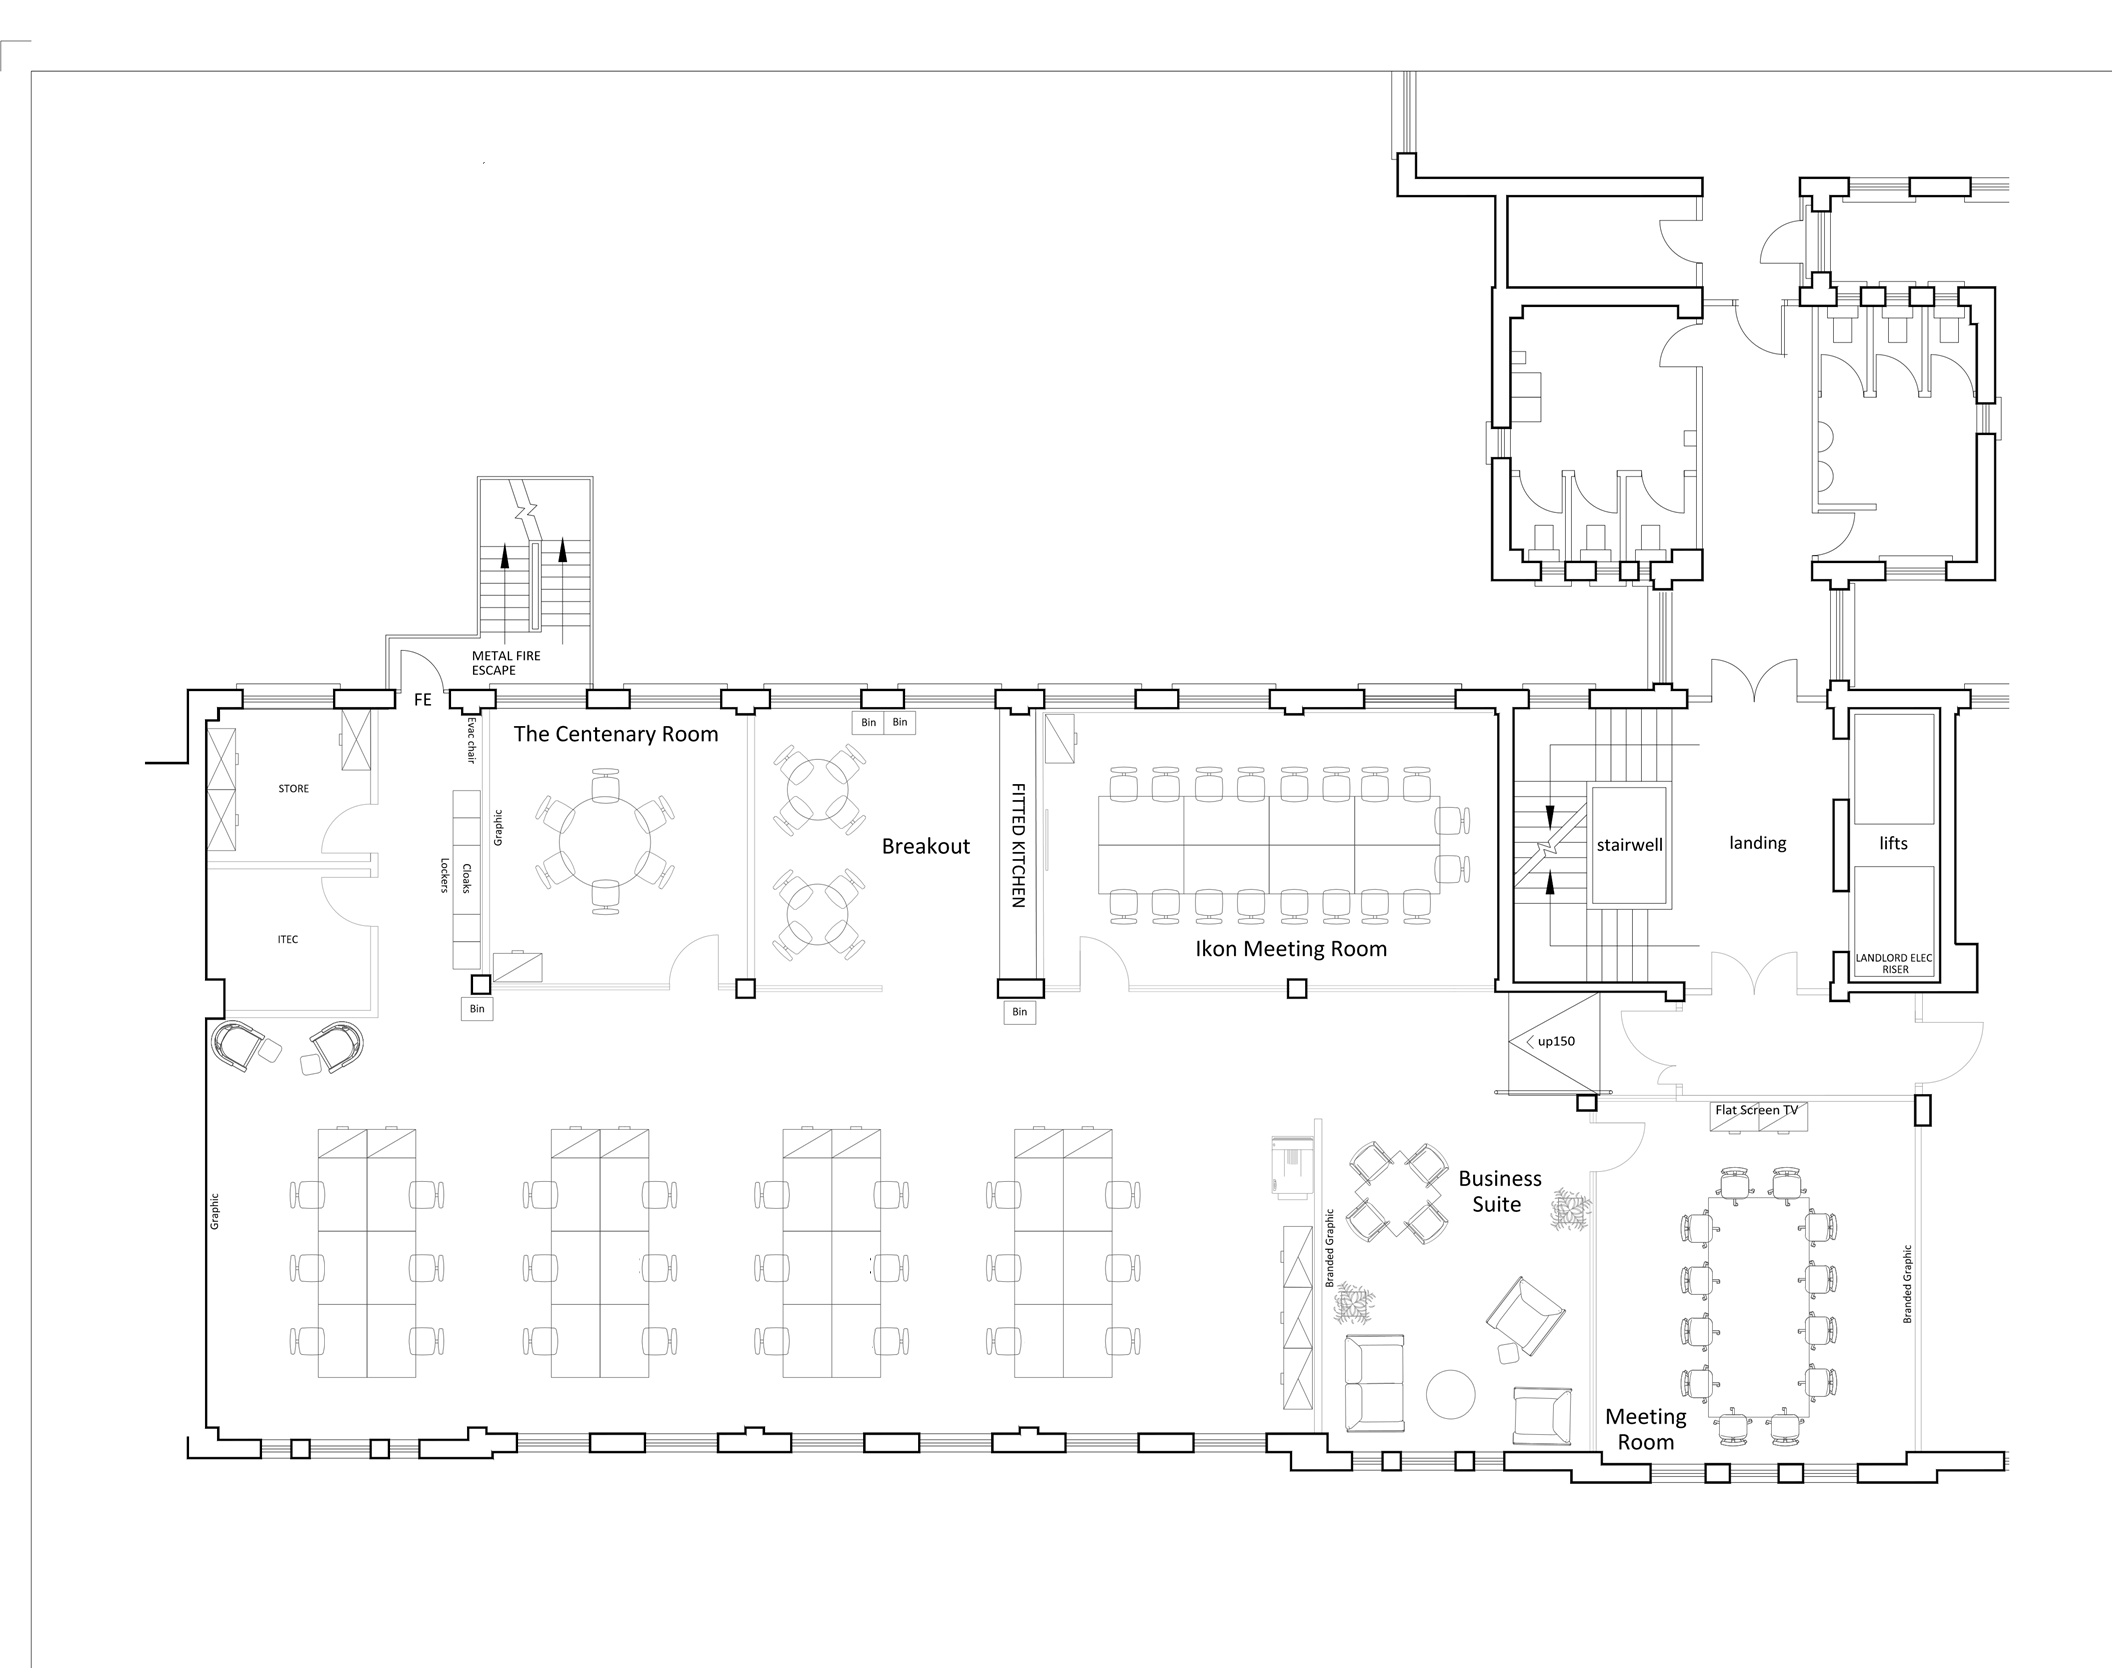 METAL FIRE
ESCAPE
FE
Evac chair
The Centenary Room
Bin
Bin
STORE
Graphic
Lockers
Cloaks
Breakout
FITTED KITCHEN
Ikon Meeting Room
stairwell
landing
lifts
LANDLORD ELEC
RISER
ITEC
Bin
Bin
up150
Flat Screen TV
Graphic
Branded Graphic
Business
Suite
Branded Graphic
Meeting
Room